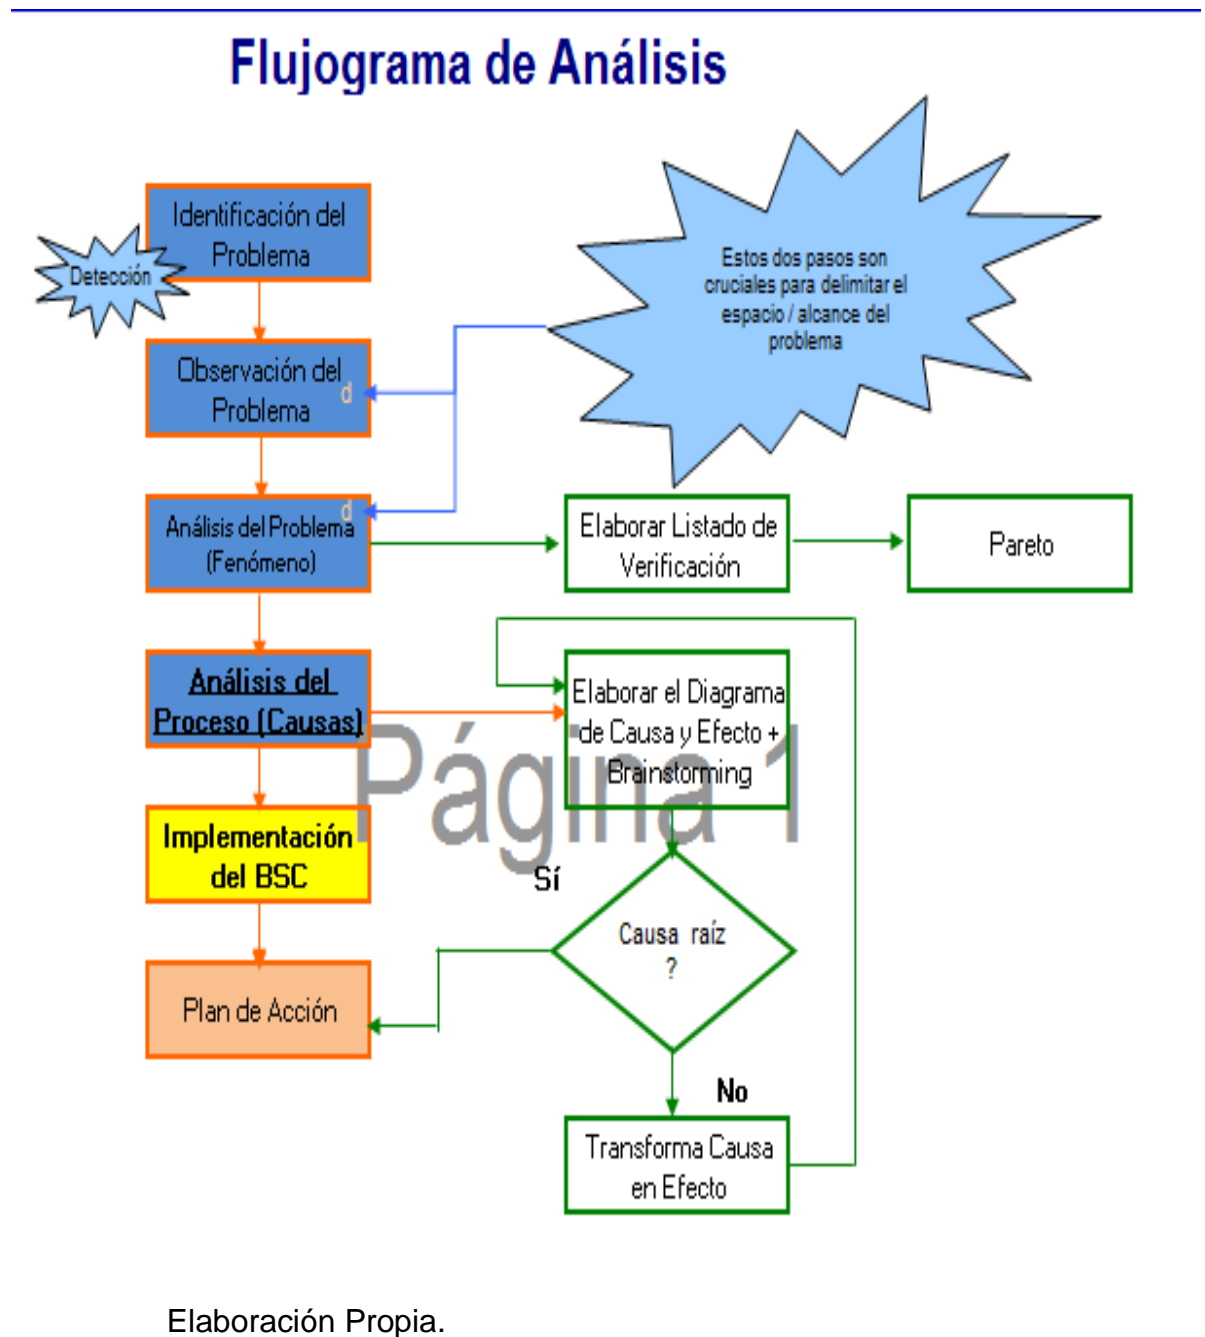 Flujograma de Análisis
Identificación del
Problema
Detección
Estos dos pasos son
cruciales para delimitar el
espacio / alcance del
problema
Observación del
Problema
d
Análisis del Problema
(Fenómeno)
d
Elaborar Listado de
Verificación
Pareto
Análisis del
Proceso (Causas)
Elaborar el Diagrama
de Causa y Efecto +
Brainstorming
Página 1
Implementación
del BSC
Sí
Causa raíz
?
Plan de Acción
No
Transforma Causa
en Efecto
Elaboración Propia.